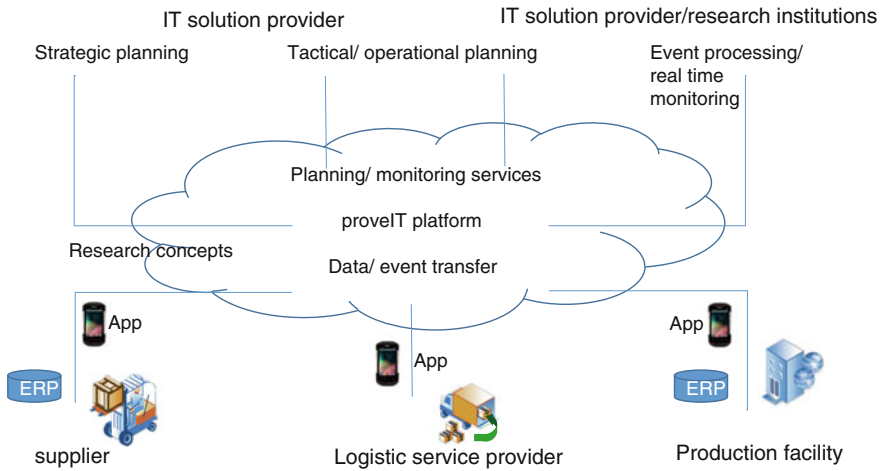 IT solution provider
IT solution provider/research institutions
Strategic planning
Tactical/ operational planning
Event processing/
real time
monitoring
Planning/ monitoring services
proveIT platform
Research concepts
Data/ event transfer
App
App
App
ERP
ERP
supplier
Logistic service provider
Production facility